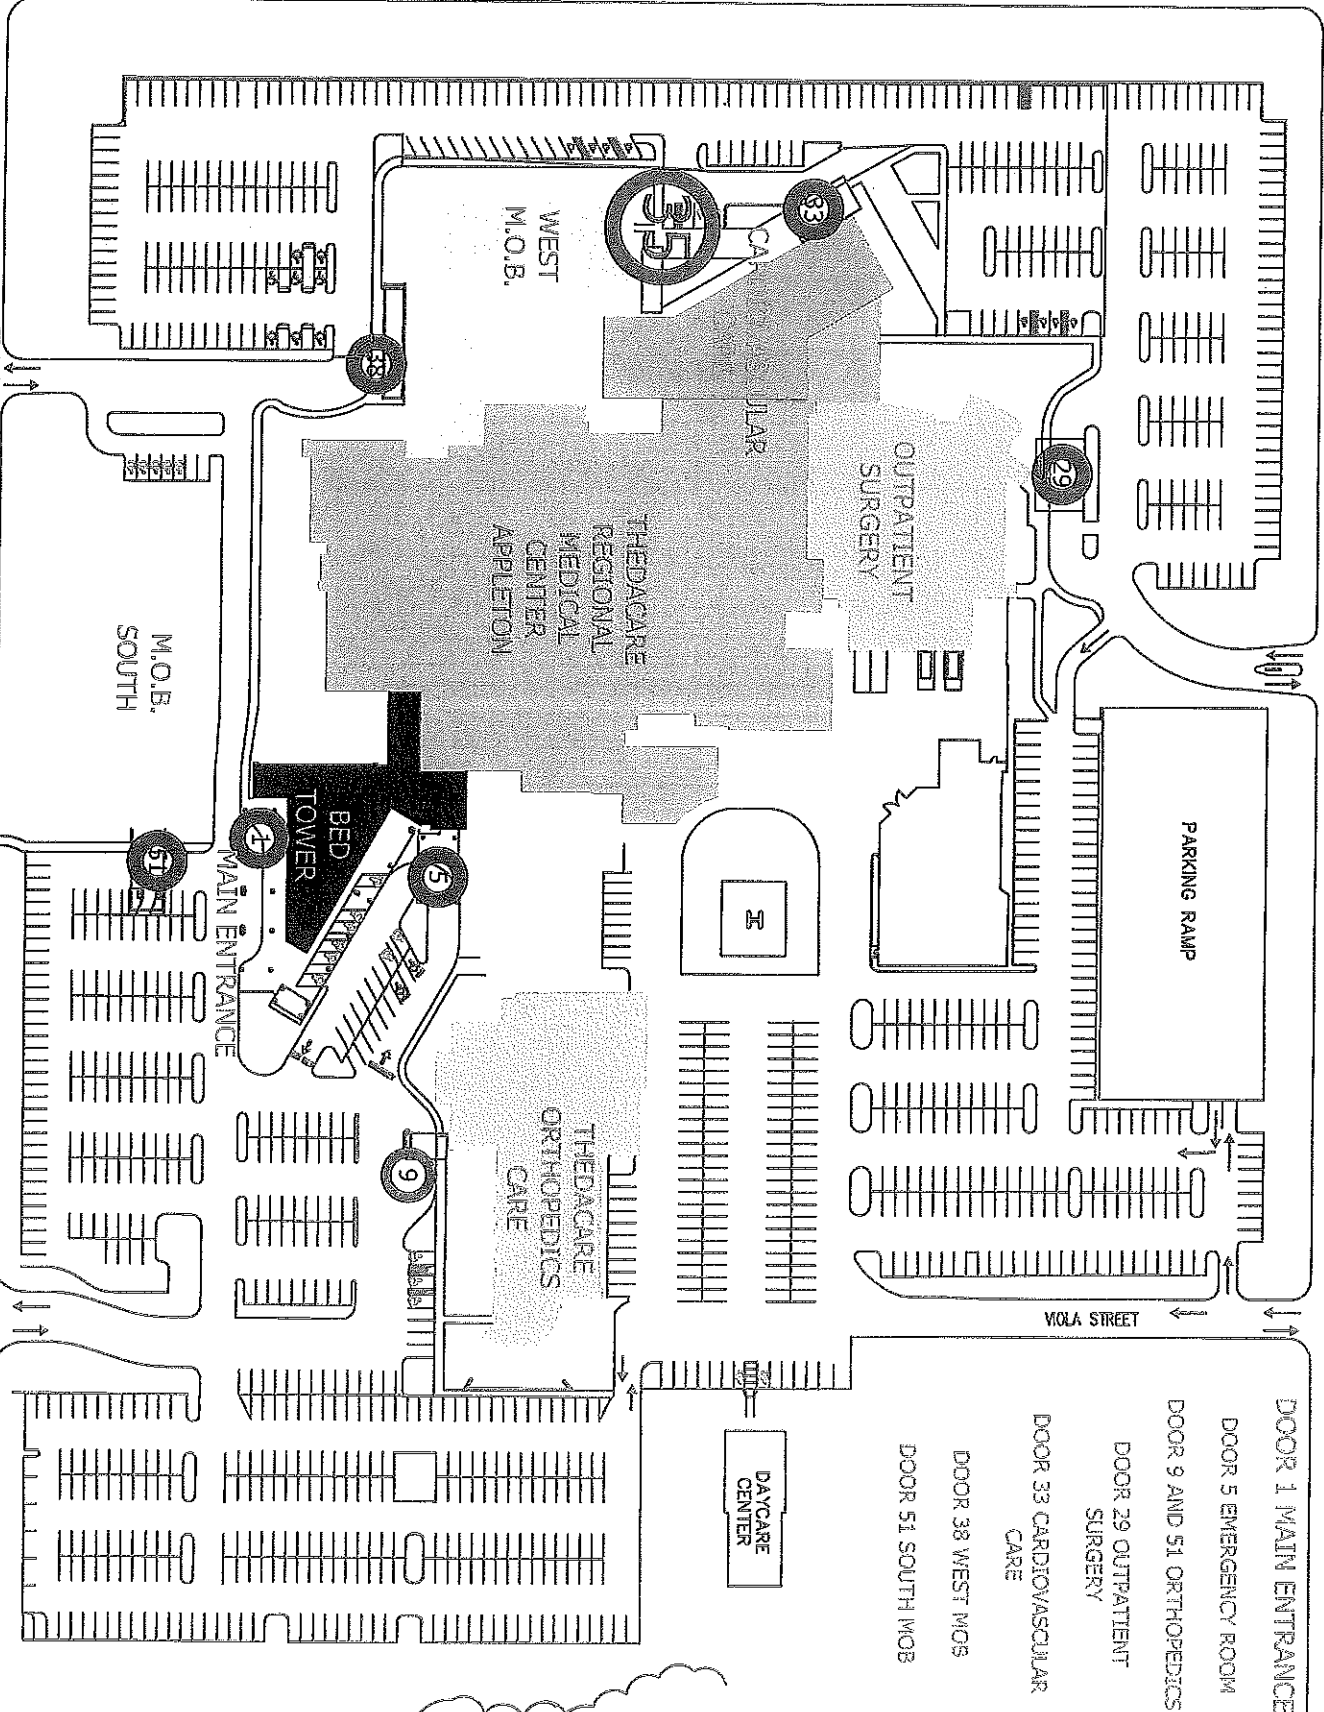 DOOR 1 MAIN ENTRANCE
DOOR 5 EMERGENCY ROOM
DOOR 9 AND 51 ORTHOPEDICS
DOOR 29 OUTPATIENT
SURGERY
DOOR 33 CARDIOVASCULAR
CARE
DOOR 38 WEST MOB
DOOR 51 SOUTH MOB
PARKING RAMP
VIOLA STREET
29
OUTPATIENT
SURGERY
33
35
WEST
M.O.B.
38
THEDACARE
REGIONAL
MEDICAL
CENTER
APPLETON
H
DAYCARE
CENTER
THEDACARE
ORTHOPEDICS
CARE
5
9
BED
TOWER
1
MAIN ENTRANCE
M.O.B.
SOUTH
51